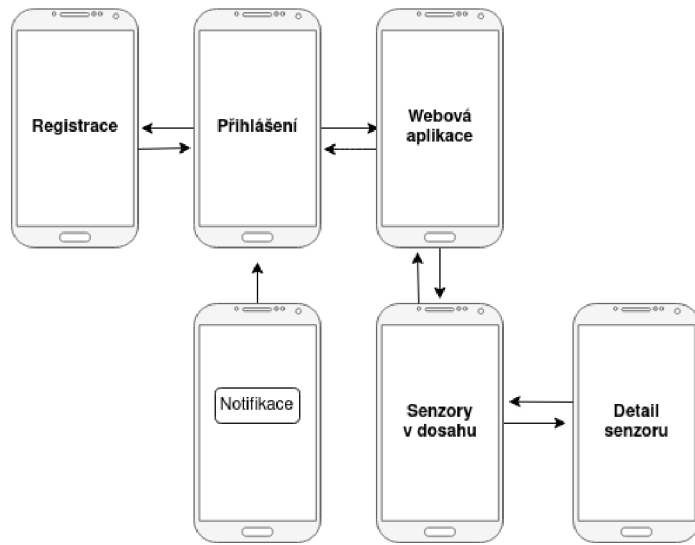 Registrace
Přihlášení
Webová
aplikace
Notifikace
Senzory
v dosahu
Detail
senzoru